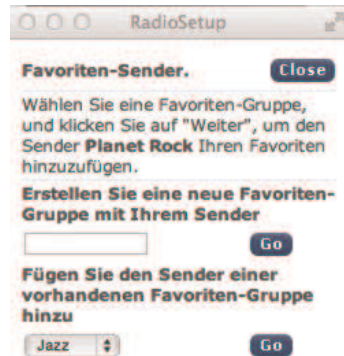 RadioSetup
Favoriten-Sender. Close
Wählen Sie eine Favoriten-Gruppe,
und klicken Sie auf "Weiter", um den
Sender Planet Rock Ihren Favoriten
hinzuzufügen.
Erstellen Sie eine neue Favoriten-
Gruppe mit Ihrem Sender
Go
Fügen Sie den Sender einer
vorhandenen Favoriten-Gruppe
hinzu
Jazz Go